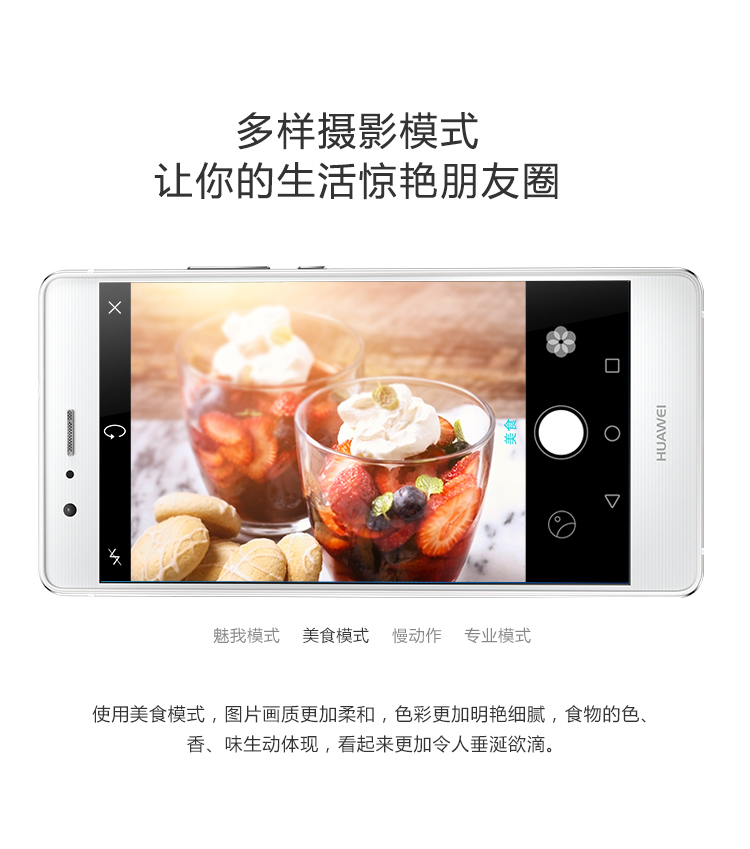 多样摄影模式
让你的生活惊艳朋友圈
美食
HUAWEI
魅我模式 美食模式 慢动作 专业模式
使用美食模式，图片画质更加柔和，色彩更加明艳细腻，食物的色、
香、味生动体现，看起来更加令人垂涎欲滴。